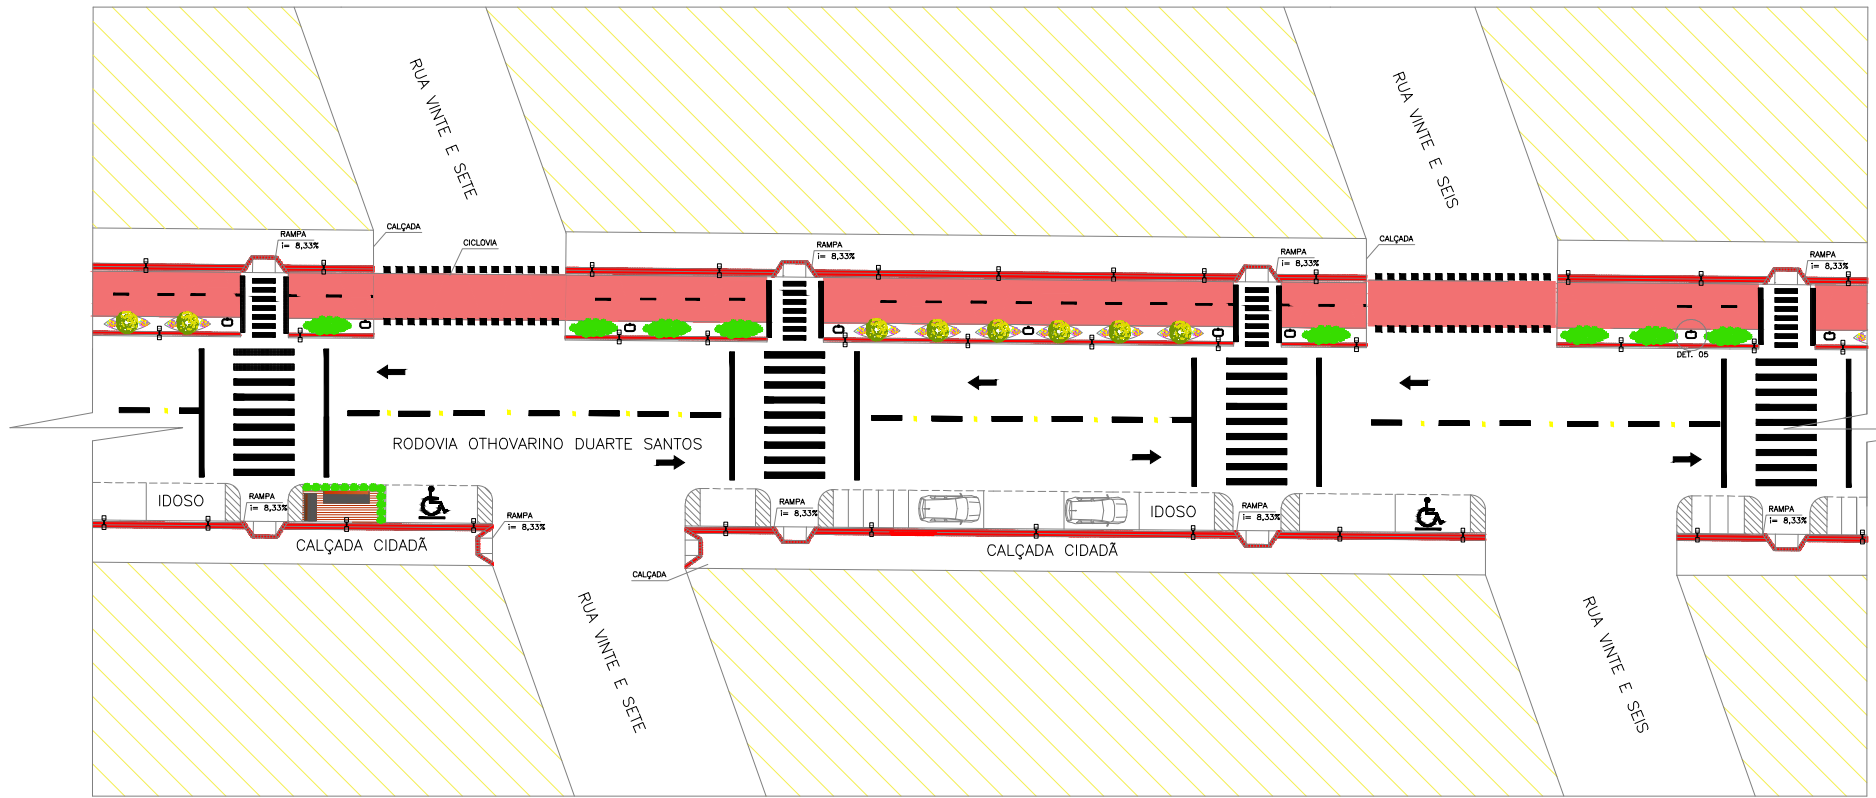 RUA VINTE E SETE
RUA VINTE E SEIS
CALÇADA
RAMPA
i= 8,33%
CICLOVIA
RAMPA
i= 8,33%
RAMPA
i= 8,33%
CALÇADA
RAMPA
i= 8,33%
DET. 05
RODOVIA OTHOVARINO DUARTE SANTOS
IDOSO
RAMPA
i= 8,33%
RAMPA
i= 8,33%
CALÇADA CIDADÃ
RAMPA
i= 8,33%
IDOSO
RAMPA
i= 8,33%
CALÇADA CIDADÃ
RAMPA
i= 8,33%
CALÇADA
RUA VINTE E SETE
RUA VINTE E SEIS